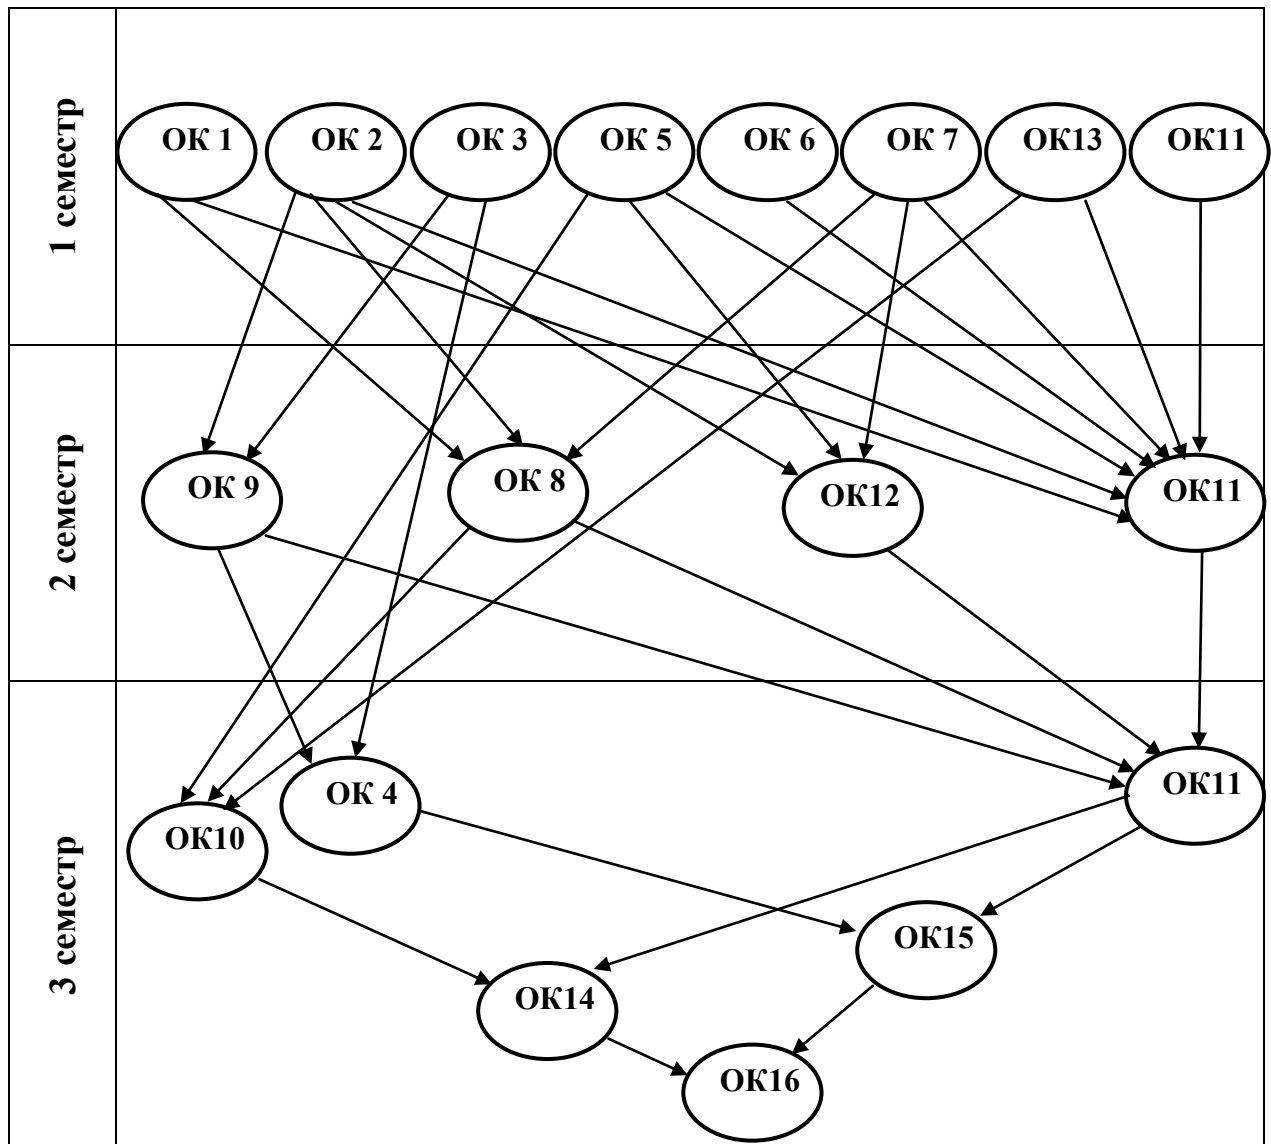 1 семестр
ОК 1
ОК 2
ОК 3
ОК 5
ОК 6
ОК 7
ОК13
ОК11
2 семестр
ОК 9
ОК 8
ОК12
ОК11
3 семестр
ОК10
ОК 4
ОК11
ОК15
ОК14
ОК16